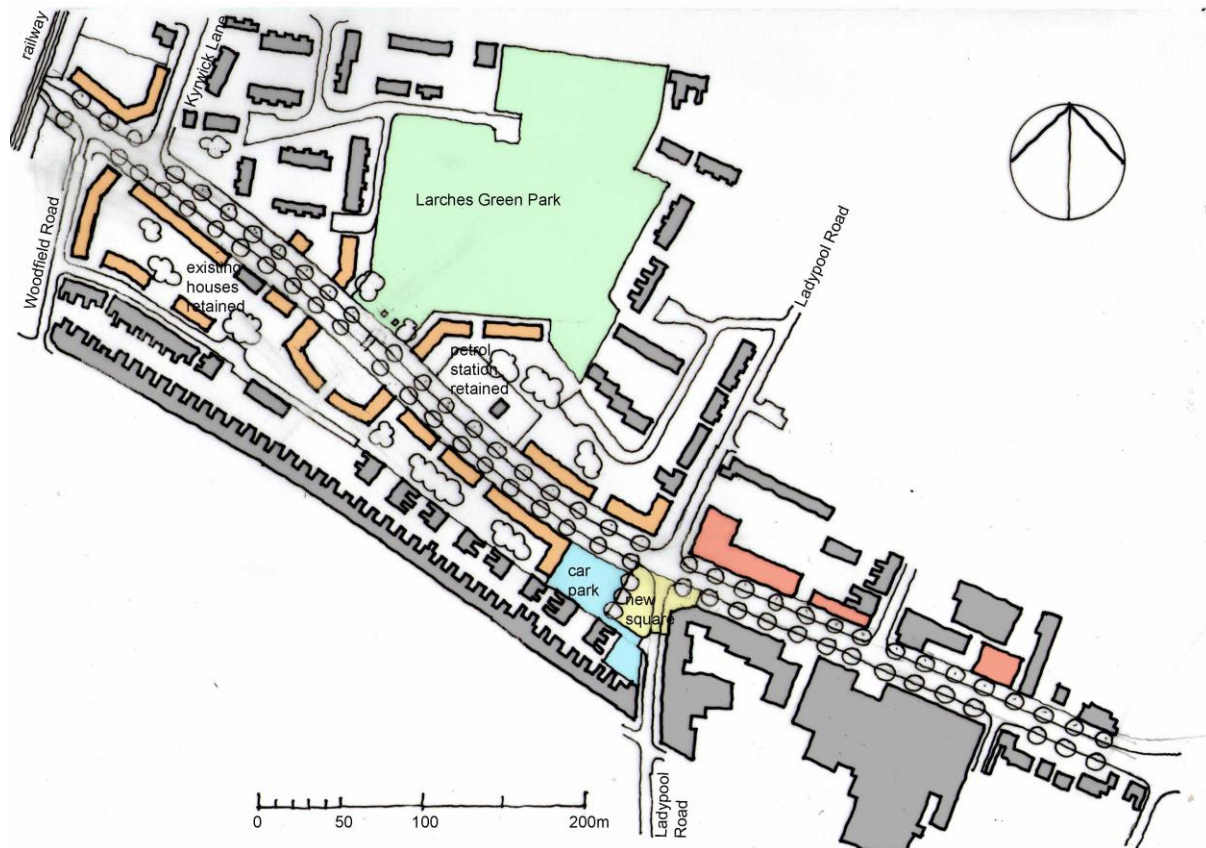 railway
Kyrwick Lane
Larches Green Park
Ladypool Road
Woodfield Road
existing
houses
retained
petrol
station
retained
car
park
new
square
Ladypool
Road
0 50 100 200m